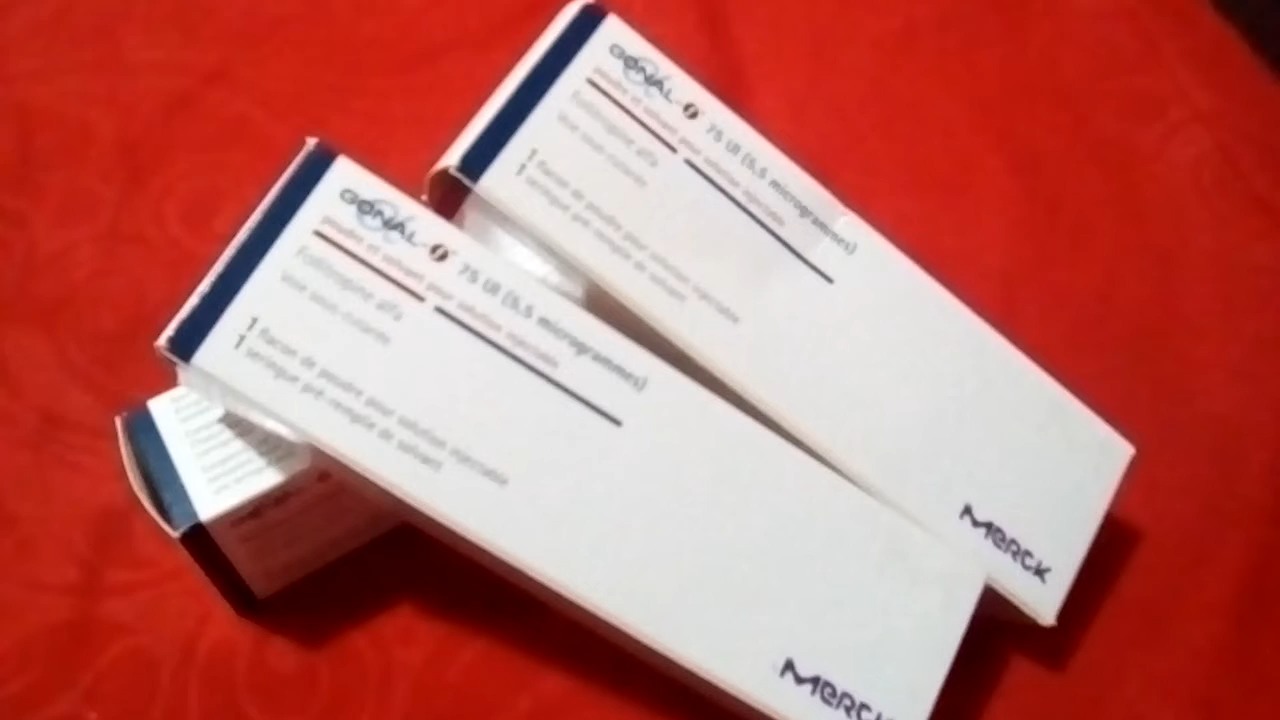 GONAL-f 75 UI (5,5 microgrammes)
poudre et solvant pour solution injectable
Follitropine alfa
Voie sous-cutanée
1 flacon de poudre pour solution injectable
1 seringue pré-remplie de solvant
MERCK
GONAL-f 75 UI (5,5 microgrammes)
poudre et solvant pour solution injectable
Follitropine alfa
Voie sous-cutanée
1 flacon de poudre pour solution injectable
1 seringue pré-remplie de solvant
MERCK